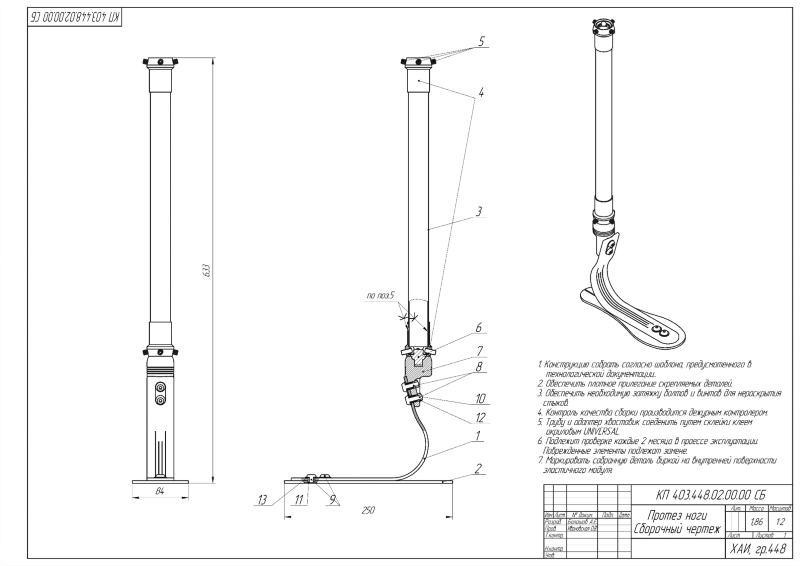 КП 403.448.02.00.00 СБ
5
4
3
по поз.5
6
7
8
10
12
1
2
13
11
9
633
84
250
1. Конструкцию собрать согласно шаблона, предусмотенного в
технологической документации.
2. Обеспечить плотное прилегание скрепляемых деталей.
3. Обеспечить необходимую затяжку болтов и винтов для нераскрытия
стыков.
4. Контроль качества сборки производится дежурным контролером.
5. Трубу и адаптер хвастовик соеденить путем склейки клеем
акриловым UNIVERSAL.
6. Подлежит проверке каждые 2 месяца в процессе эксплуатации.
Поврежденные элементы подлежат замене.
7. Маркировать собранную деталь биркой на внутренней поверхности
эластичного модуля.
КП 403.448.02.00.00 СБ
Протез ноги
Сборочный чертеж
Лит. Масса Масштаб
1,86 1:2
Изм. Лист № докум. Подп. Дата
Разраб.
Пров.
Т.контр.
Лист Листов 1
Н.контр.
Утв.
ХАИ, гр.448